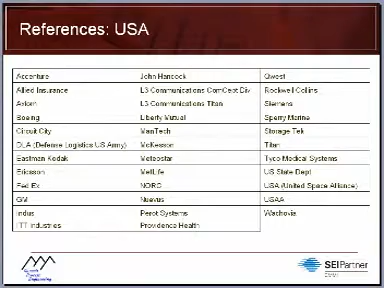 References: USA
Accenture John Hancock Qwest
Allied Insurance L3 Communications ComCept Div Rockwell Collins
Axiom L3 Communications Titan Siemens
Boeing Liberty Mutual Sperry Marine
Circuit City ManTech Storage Tek
DLA (Defense Logistics US Army) McKesson Titan
Eastman Kodak Meteostar Tyco Medical Systems
Ericsson MetLife US State Dept
Fed Ex NORC USA (United Space Alliance)
GM Nuevus USAA
Indus Perot Systems Wachovia
ITT Industries Providence Health
SEI Partner